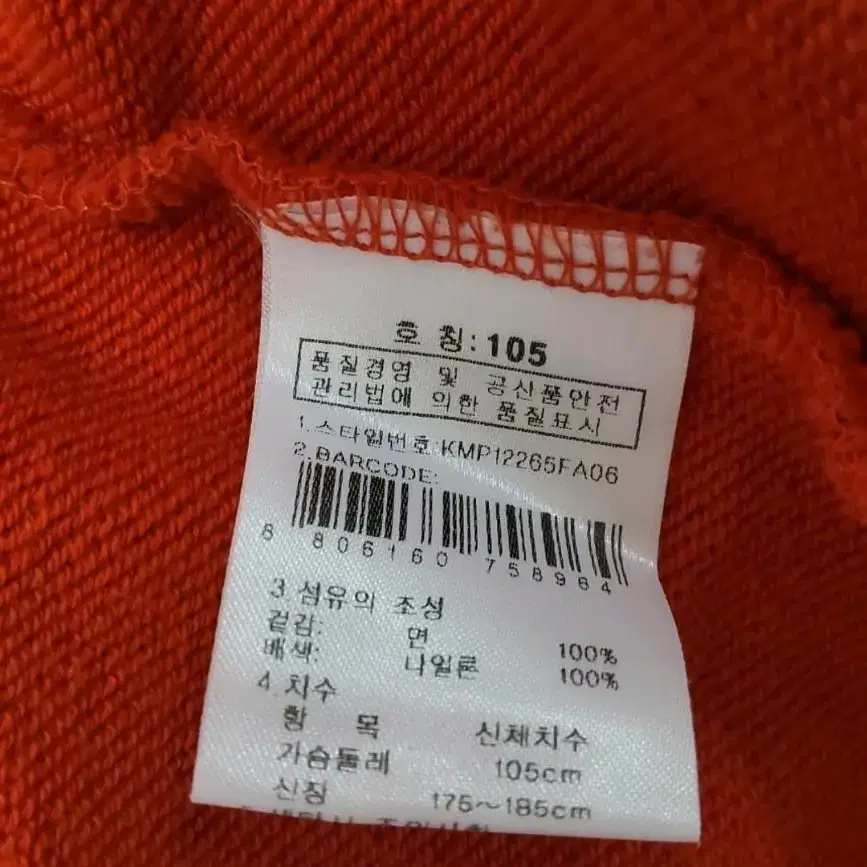 호 칭: 105
품질경영 및 공산품안전
관리법에 의한 품질표시
1.스타일번호:KMP12265FA06
2.BARCODE:
8 806160 758964
3 섬유의 조성
겉감: 면 100%
배색: 나일론 100%
4.치수
항 목 신체치수
가슴둘레 105cm
신장 175~185cm